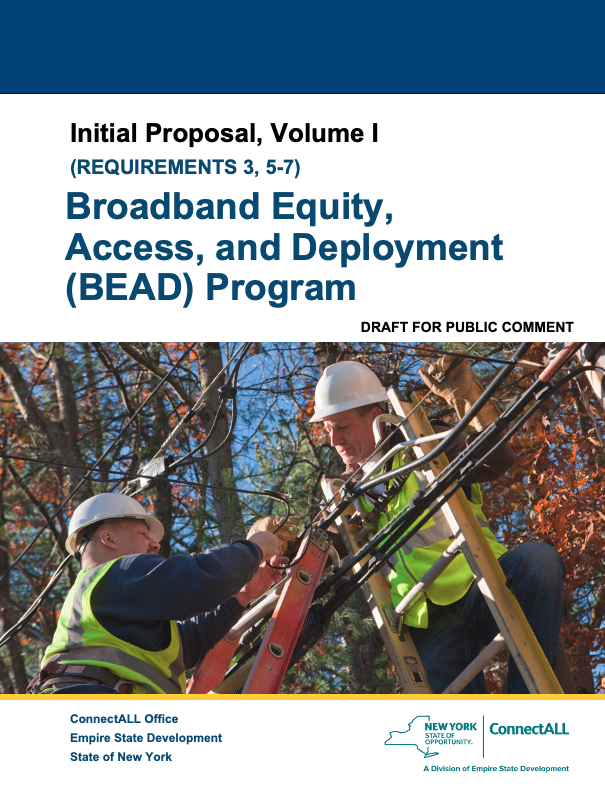 Initial Proposal, Volume I
(REQUIREMENTS 3, 5-7)
Broadband Equity,
Access, and Deployment
(BEAD) Program
DRAFT FOR PUBLIC COMMENT
ConnectALL Office
Empire State Development
State of New York
NEW YORK
STATE OF
OPPORTUNITY.
ConnectALL
A Division of Empire State Development